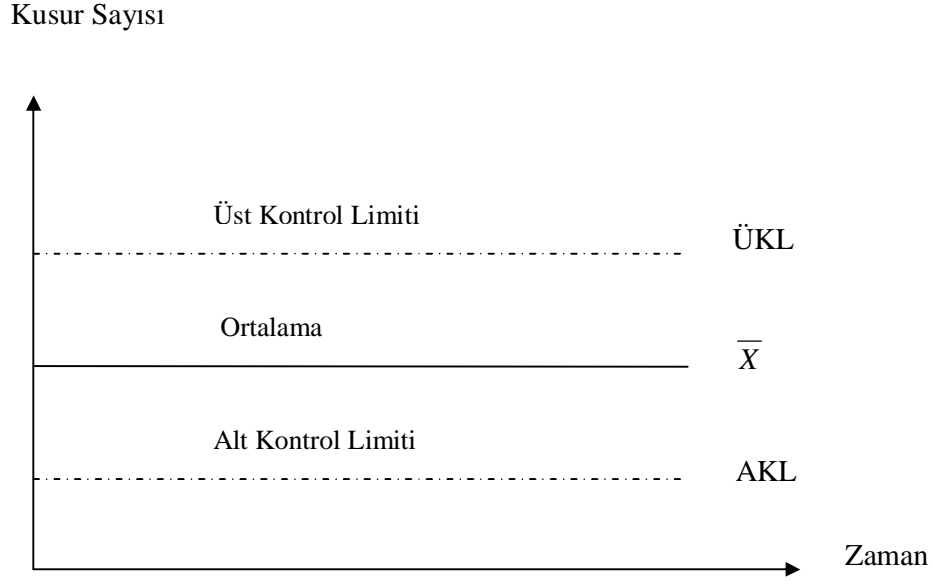 Kusur Sayısı
Üst Kontrol Limiti
ÜKL
Ortalama
X̅
Alt Kontrol Limiti
AKL
Zaman